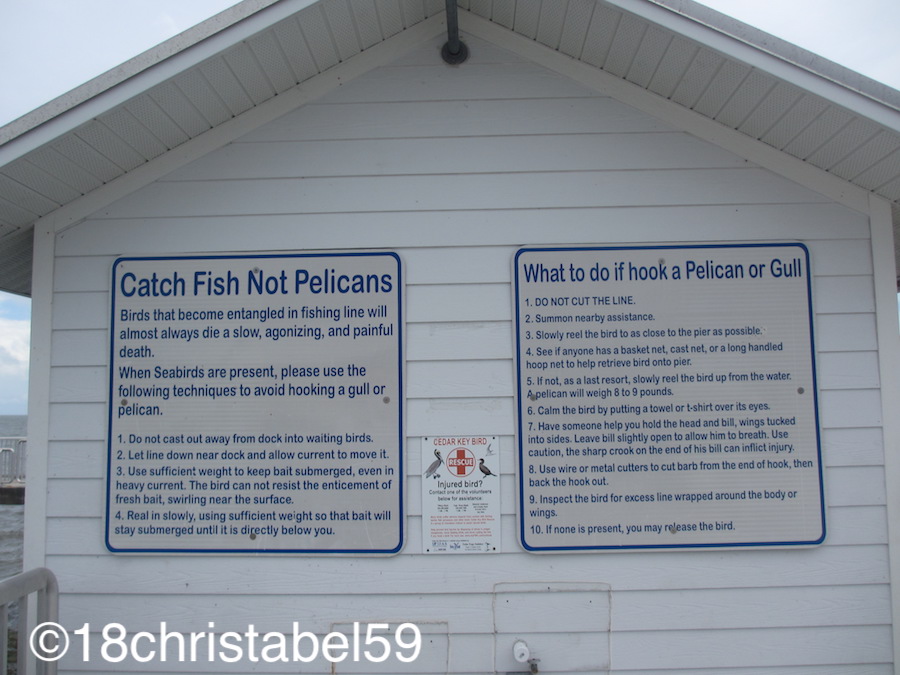 Catch Fish Not Pelicans
Birds that become entangled in fishing line will
almost always die a slow, agonizing, and painful
death.
When Seabirds are present, please use the
following techniques to avoid hooking a gull or
pelican.
1. Do not cast out away from dock into waiting birds.
2. Let line down near dock and allow current to move it.
3. Use sufficient weight to keep bait submerged, even in
heavy current. The bird can not resist the enticement of
fresh bait, swirling near the surface.
4. Real in slowly, using sufficient weight so that bait will
stay submerged until it is directly below you.
CEDAR KEY BIRD
RESCUE
Injured bird?
Contact one of the
volunteers
below for assistance
What to do if hook a Pelican or Gull
1. DO NOT CUT THE LINE.
2. Summon nearby assistance.
3. Slowly reel the bird to as close to the pier as possible.
4. See if anyone has a basket net, cast net, or a long handled
hoop net to help retrieve bird onto pier.
5. If not, as a last resort, slowly reel the bird up from the water.
A pelican will weigh 8 to 9 pounds.
6. Calm the bird by putting a towel or t-shirt over its eyes.
7. Have someone help you hold the head and bill, wings tucked
into sides. Leave bill slightly open to allow him to breath. Use
caution, the sharp crook on the end of his bill can inflict injury.
8. Use wire or metal cutters to cut barb from the end of hook, then
back the hook out.
9. Inspect the bird for excess line wrapped around the body or
wings.
10. If none is present, you may release the bird.
©18christabel59